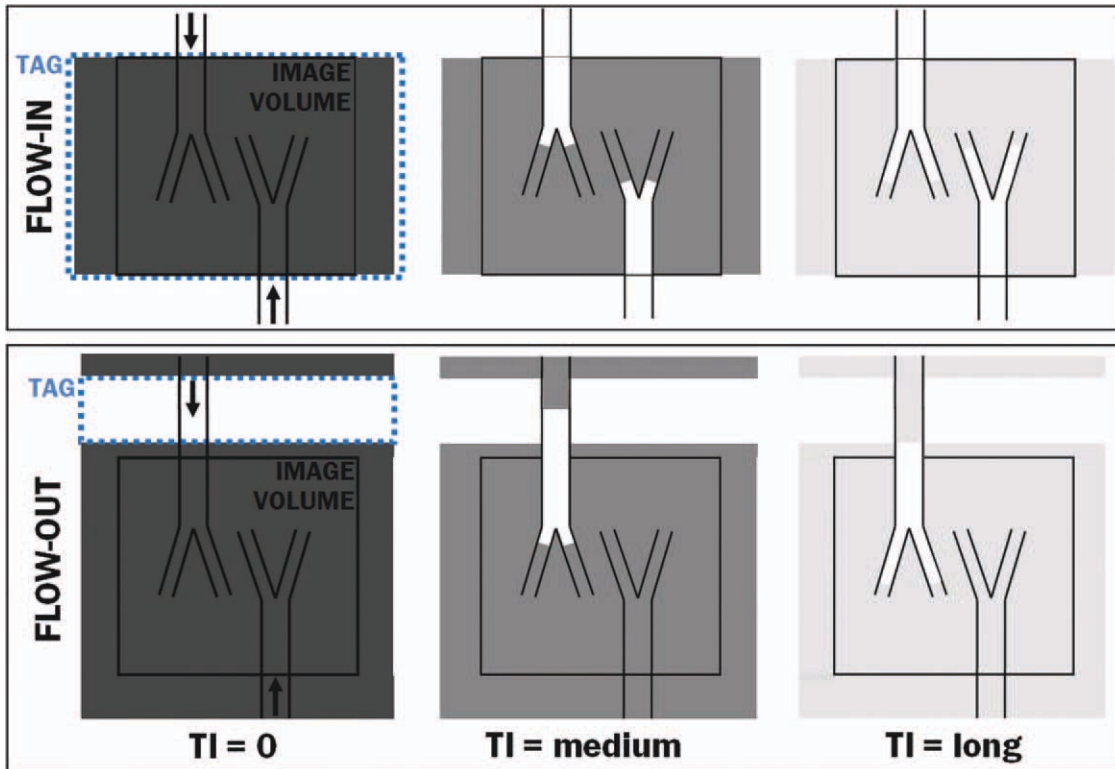 TAG
FLOW-IN
IMAGE
VOLUME
TAG
FLOW-OUT
IMAGE
VOLUME
TI = 0
TI = medium
TI = long